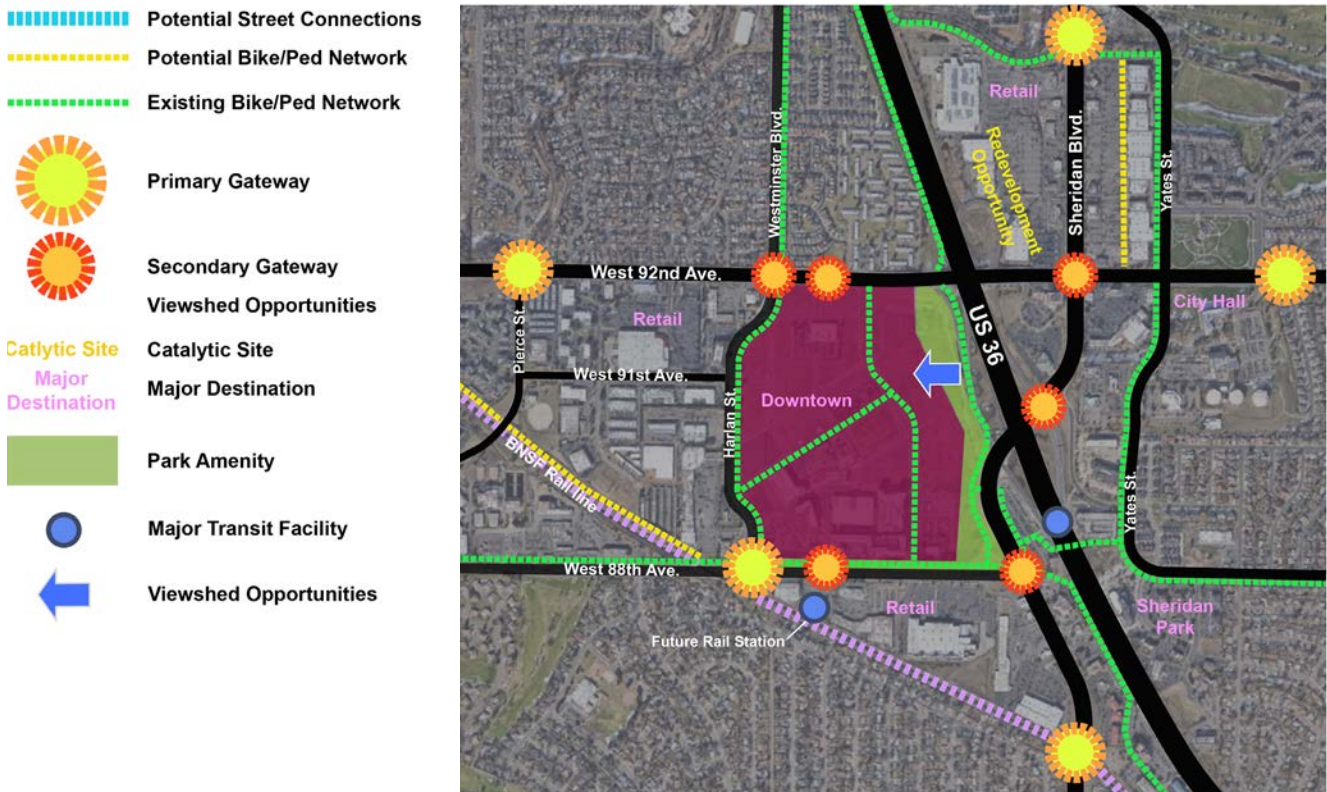 Potential Street Connections
Potential Bike/Ped Network
Existing Bike/Ped Network
Primary Gateway
Secondary Gateway
Viewshed Opportunities
Catlytic Site
Catalytic Site
Major
Destination
Major Destination
Park Amenity
Major Transit Facility
Viewshed Opportunities
Retail
Redevelopment
Opportunity
Sheridan Blvd.
Yates St.
Westminster Blvd.
West 92nd Ave.
City Hall
Retail
Pierce St.
US 36
West 91st Ave.
Harlan St.
Downtown
BNSF Rail line
Yates St.
West 88th Ave.
Retail
Sheridan
Park
Future Rail Station